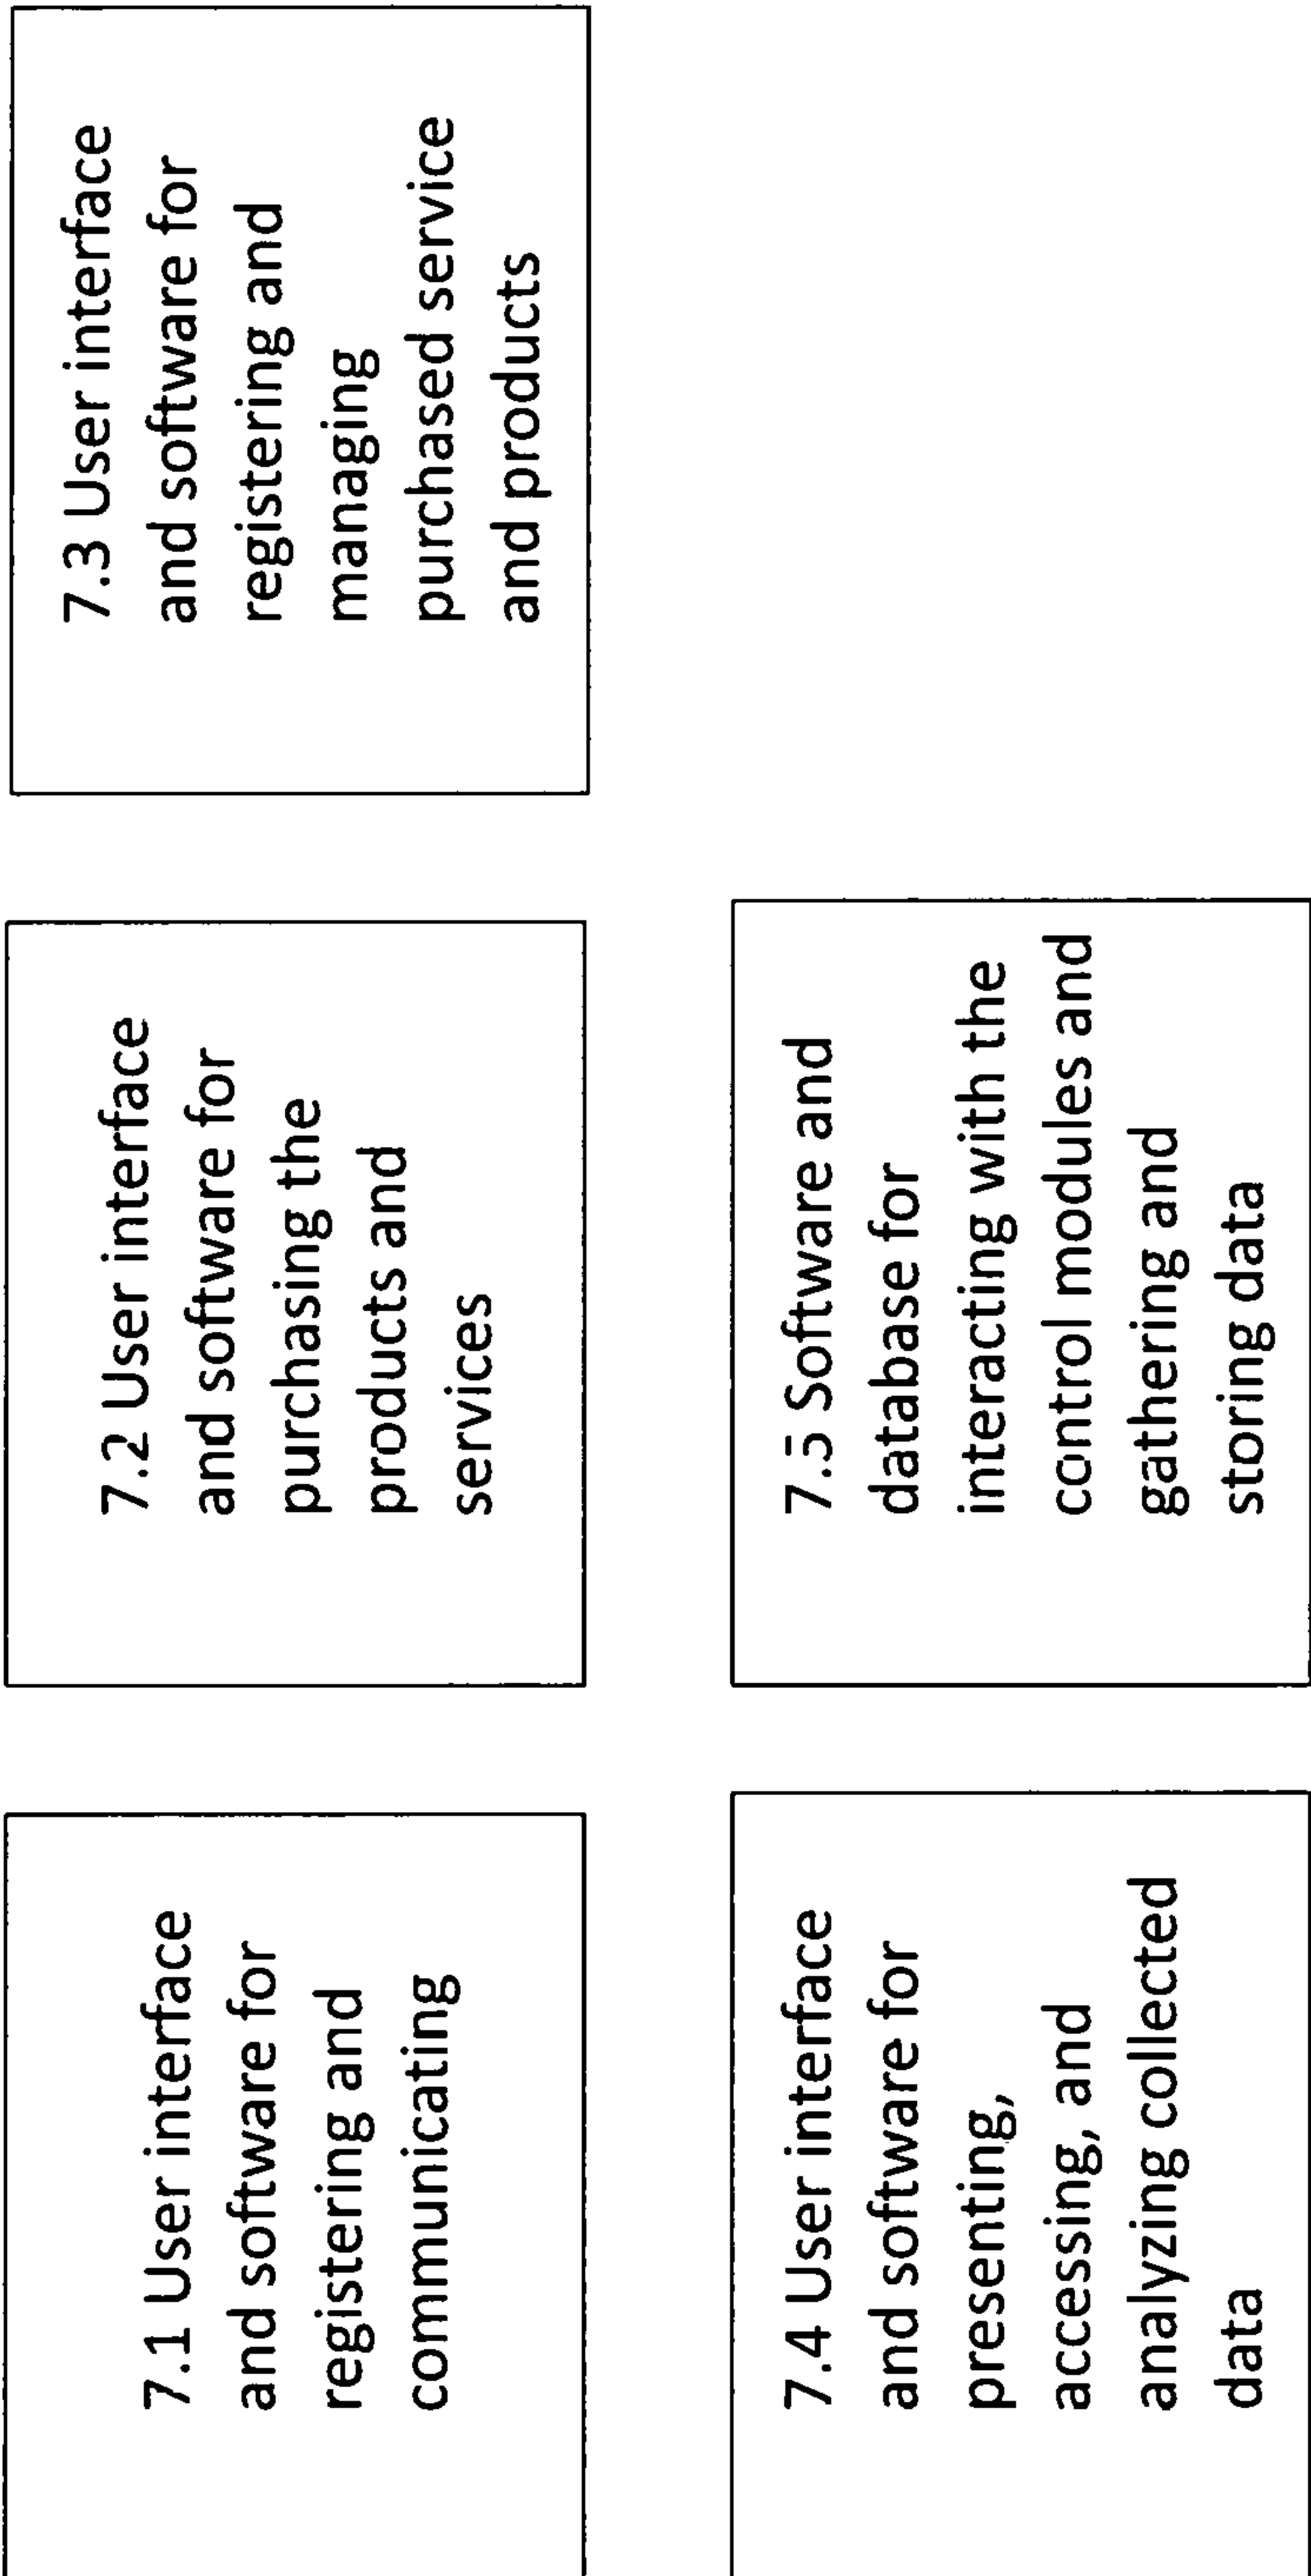 7.1 User interface
and software for
registering and
communicating
7.2 User interface
and software for
purchasing the
products and
services
7.3 User interface
and software for
registering and
managing
purchased service
and products
7.4 User interface
and software for
presenting,
accessing, and
analyzing collected
data
7.5 Software and
database for
interacting with the
control modules and
gathering and
storing data